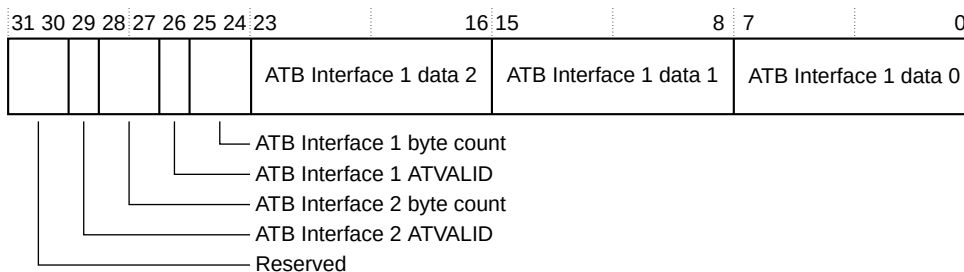 31 30 29 28 27 26 25 24 23 16 15 8 7 0
ATB Interface 1 data 2 ATB Interface 1 data 1 ATB Interface 1 data 0
ATB Interface 1 byte count
ATB Interface 1 ATVALID
ATB Interface 2 byte count
ATB Interface 2 ATVALID
Reserved